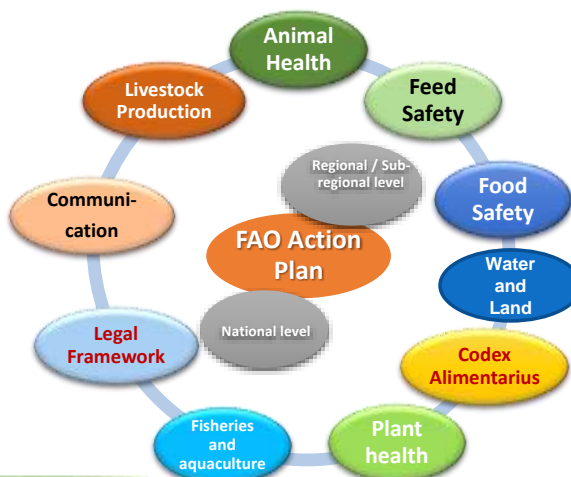 Animal
Health
Livestock
Production
Feed
Safety
Regional / Sub-
regional level
Communi-
cation
Food
Safety
FAO Action
Plan
Water
and
Land
National level
Legal
Framework
Codex
Alimentarius
Fisheries
and
aquaculture
Plant
health